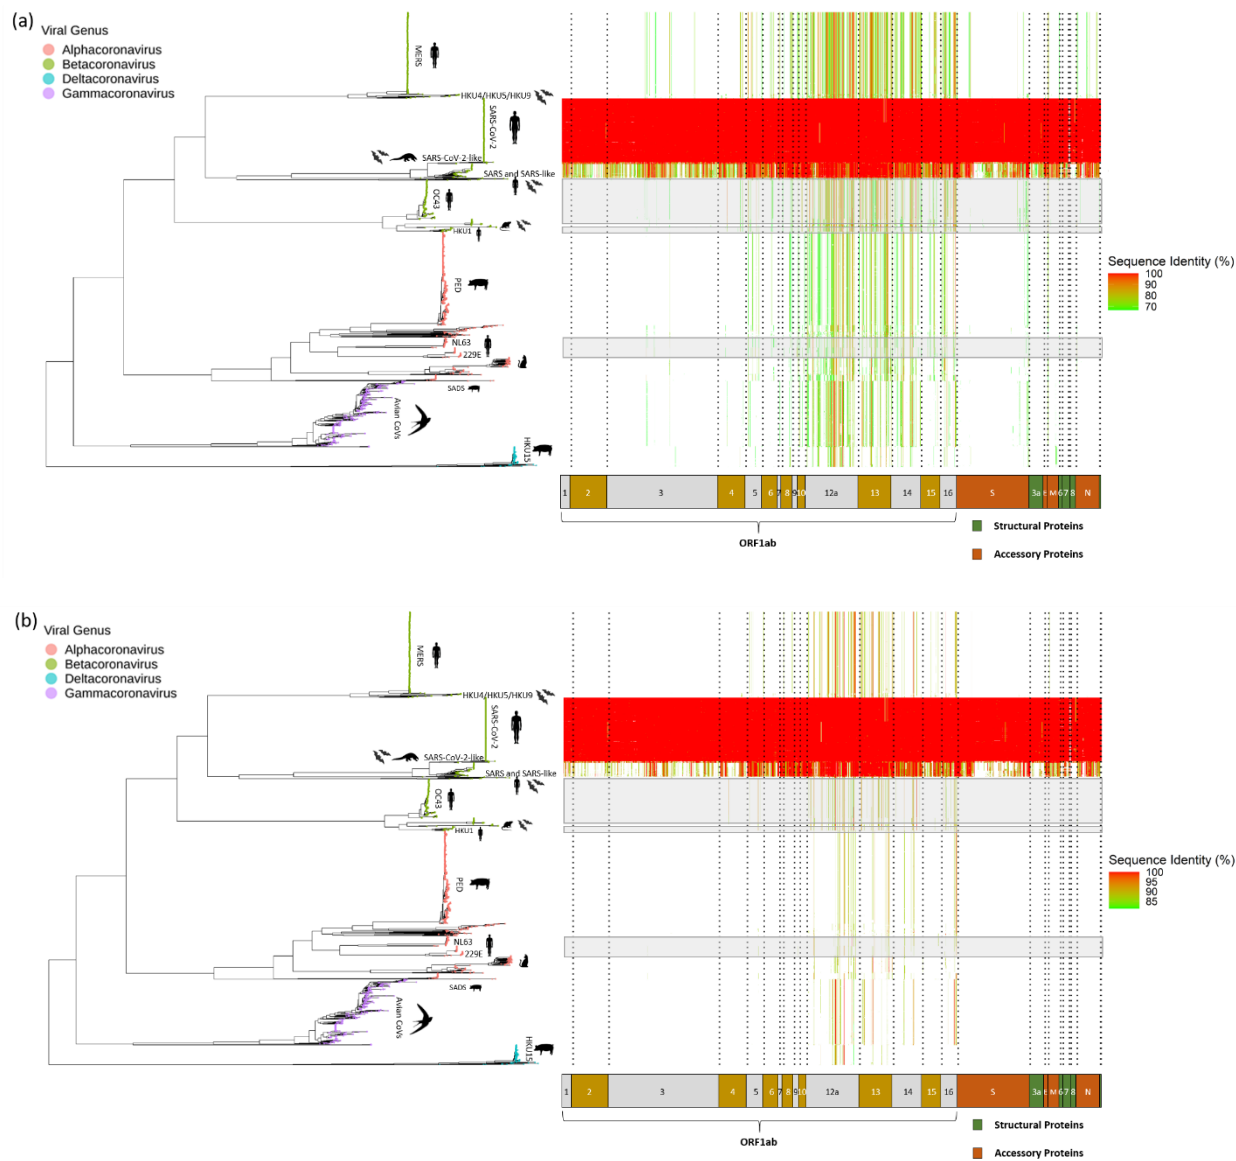 (a)
Viral Genus
Alphacoronavirus
Betacoronavirus
Deltacoronavirus
Gammacoronavirus
MERS
HKU4/HKU5/HKU9
SARS-CoV-2
SARS-CoV-2-like
SARS and SARS-like
OC43
HKU1
PED
NL63
229E
SADS
Avian CoVs
HKU15
Sequence Identity (%)
100
90
80
70
1 2 3 4 5 6 7 8 9 10 12a 13 14 15 16 S 3a E M 6 7 8 N
ORF1ab
Structural Proteins
Accessory Proteins
(b)
Viral Genus
Alphacoronavirus
Betacoronavirus
Deltacoronavirus
Gammacoronavirus
MERS
HKU4/HKU5/HKU9
SARS-CoV-2
SARS-CoV-2-like
SARS and SARS-like
OC43
HKU1
PED
NL63
229E
SADS
Avian CoVs
HKU15
Sequence Identity (%)
100
95
90
85
1 2 3 4 5 6 7 8 9 10 12a 13 14 15 16 S 3a E M 6 7 8 N
ORF1ab
Structural Proteins
Accessory Proteins